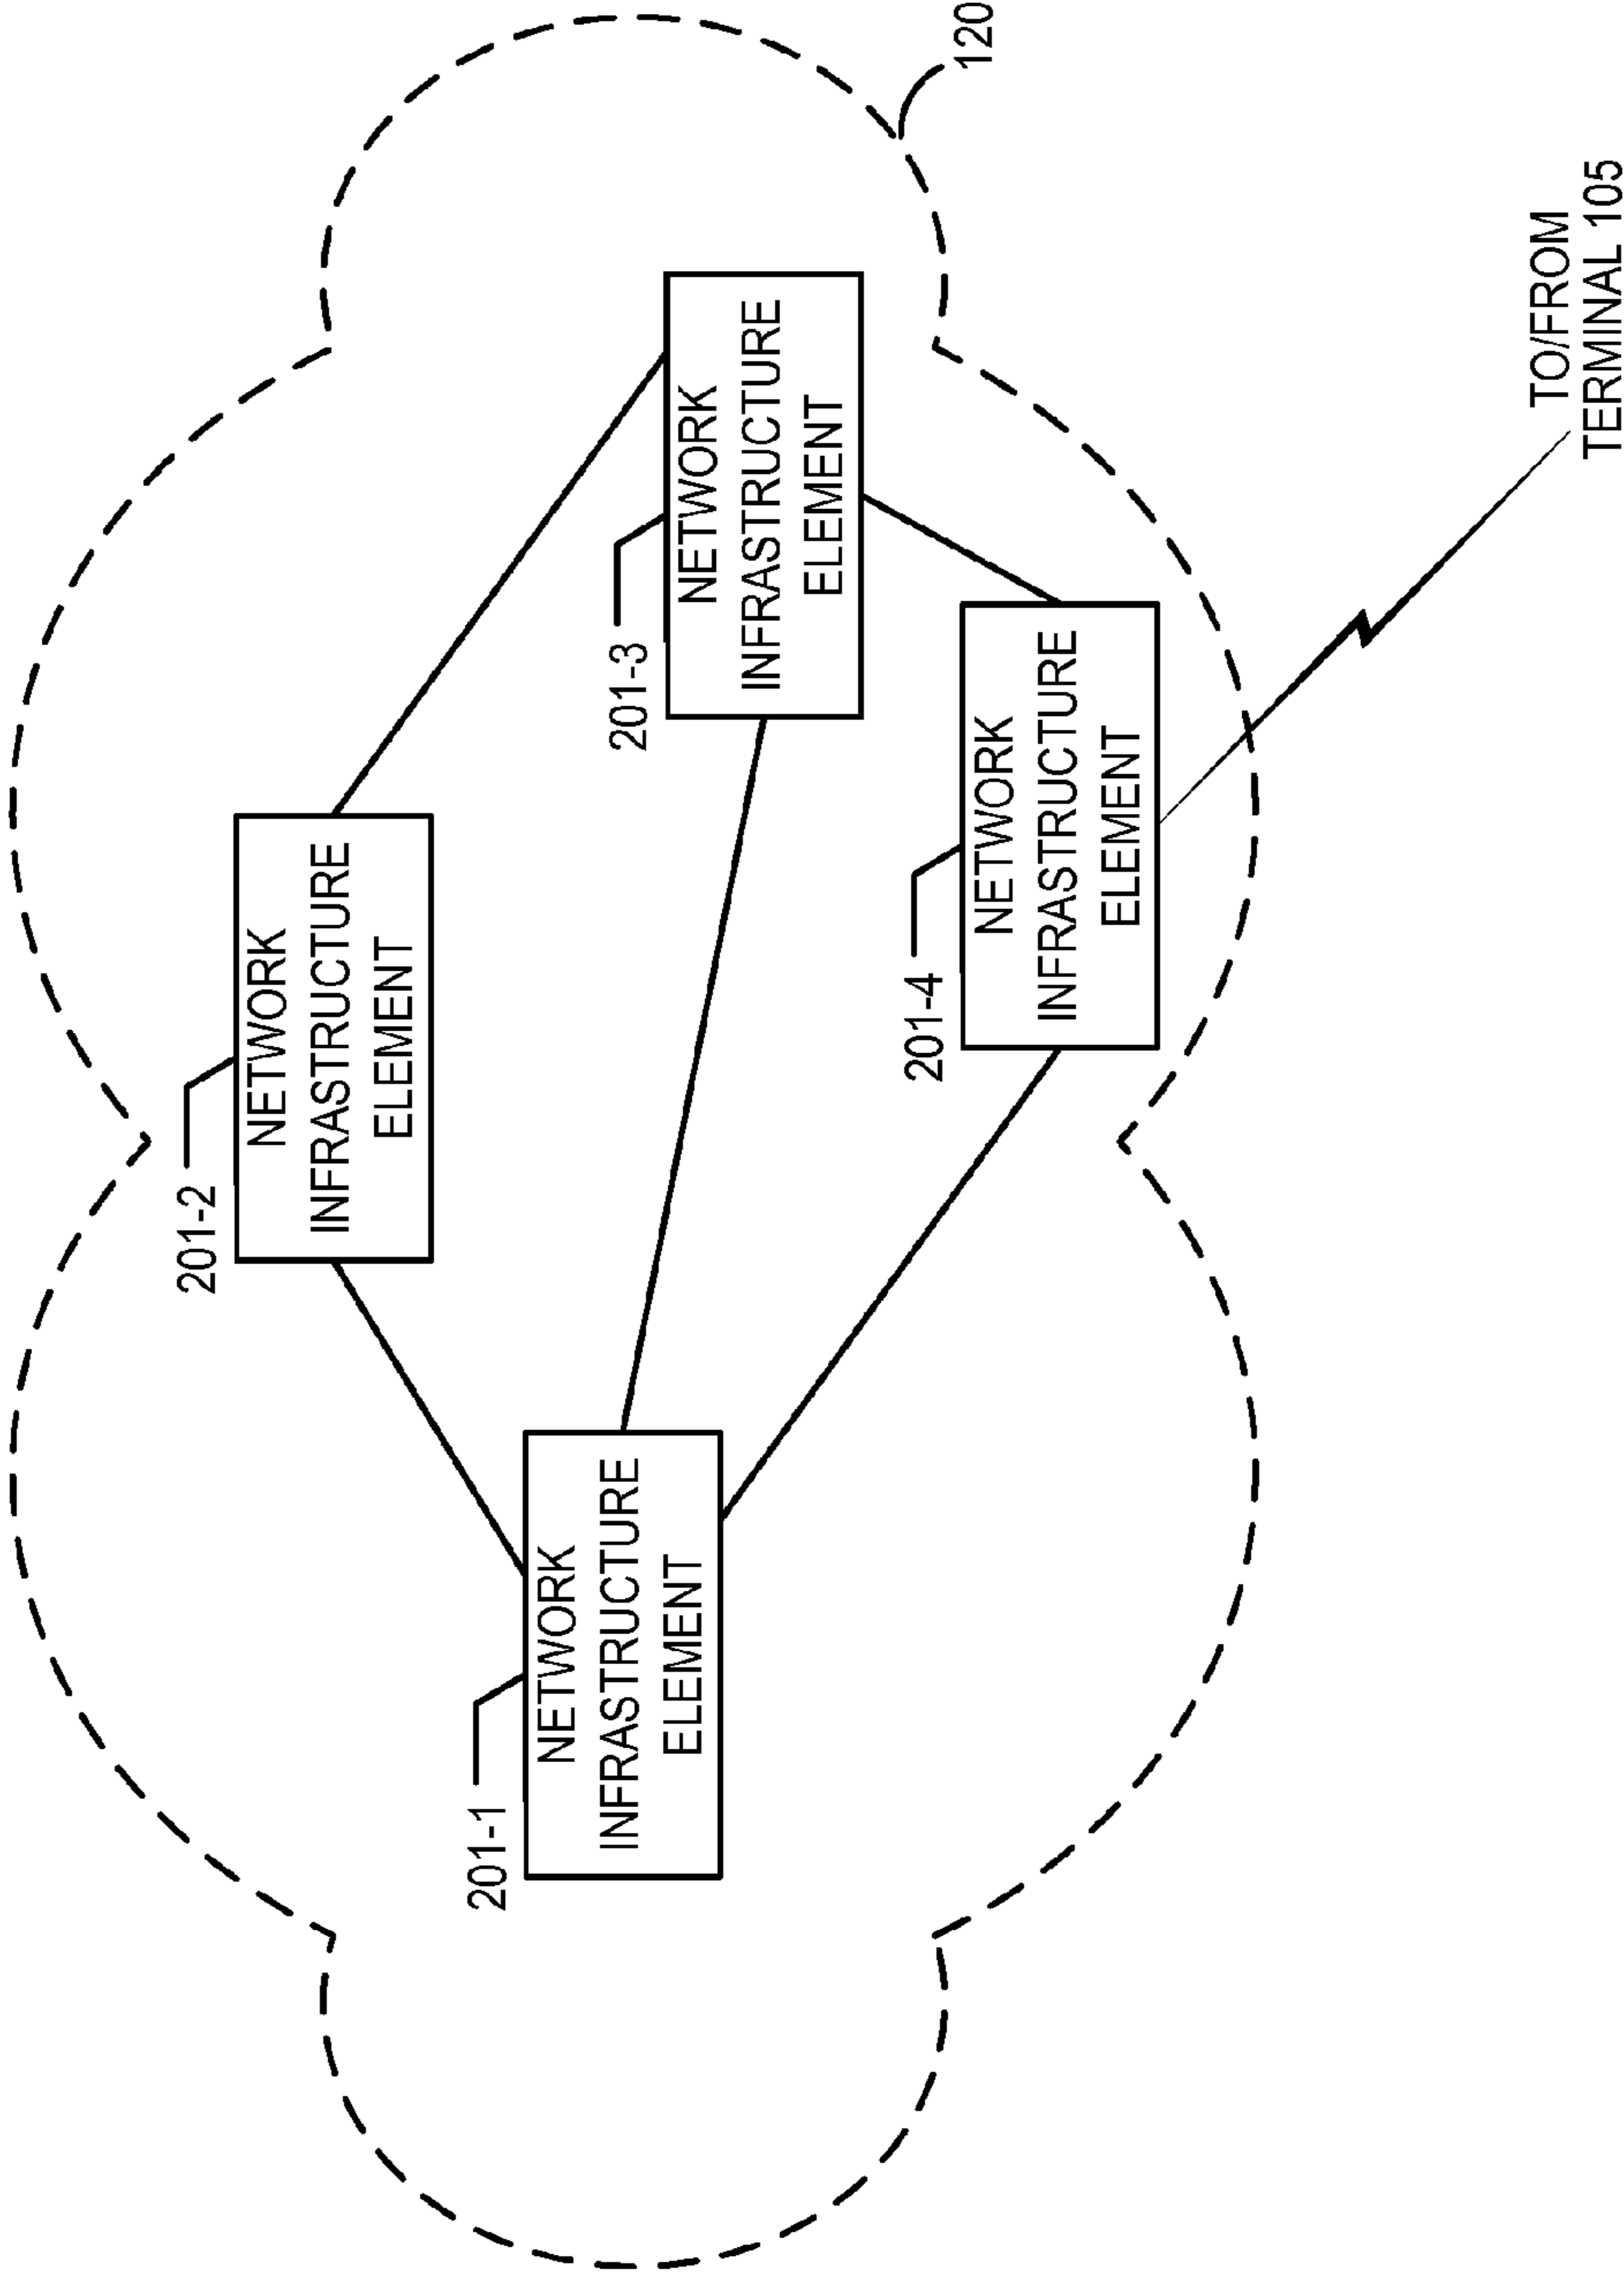 120
201-2
NETWORK
INFRASTRUCTURE
ELEMENT
201-3
NETWORK
INFRASTRUCTURE
ELEMENT
201-1
NETWORK
INFRASTRUCTURE
ELEMENT
201-4
NETWORK
INFRASTRUCTURE
ELEMENT
TO/FROM
TERMINAL 105